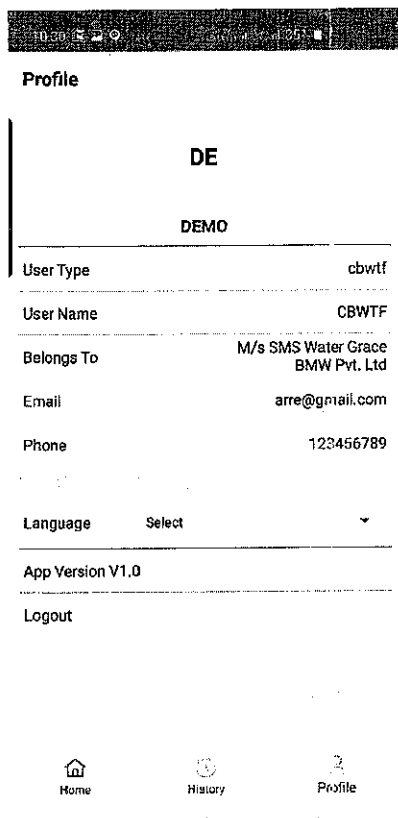 Profile
DE
DEMO
User Type cbwtf
User Name CBWTF
Belongs To M/s SMS Water Grace
BMW Pvt. Ltd
Email arre@gmail.com
Phone 123456789
Language Select
App Version V1.0
Logout
Home History Profile